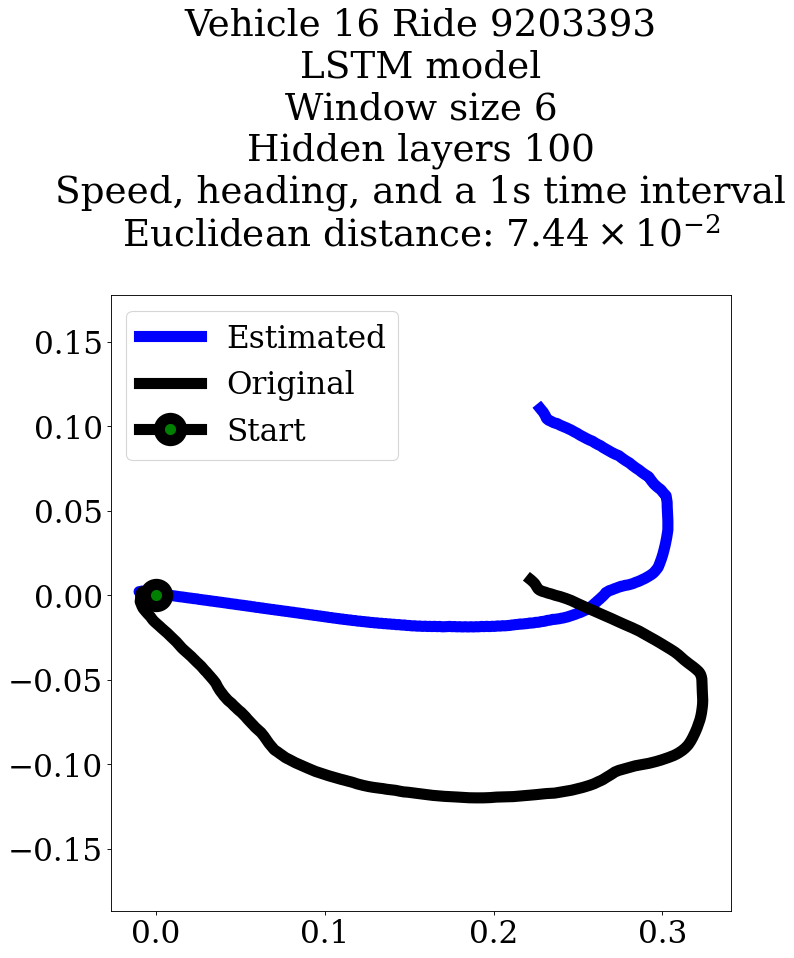 Vehicle 16 Ride 9203393
LSTM model
Window size 6
Hidden layers 100
Speed, heading, and a 1s time interval
Euclidean distance: 7.44 × 10⁻²
Estimated
Original
Start
0.15
0.10
0.05
0.00
−0.05
−0.10
−0.15
0.0 0.1 0.2 0.3